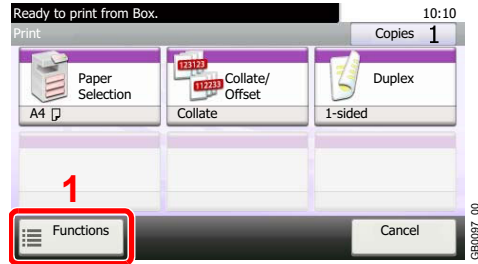 Ready to print from Box. 10:10
Print Copies 1
123123
112233
Paper Selection
Collate/ Offset
Duplex
A4 Collate 1-sided
1
Functions Cancel
GB0097_00